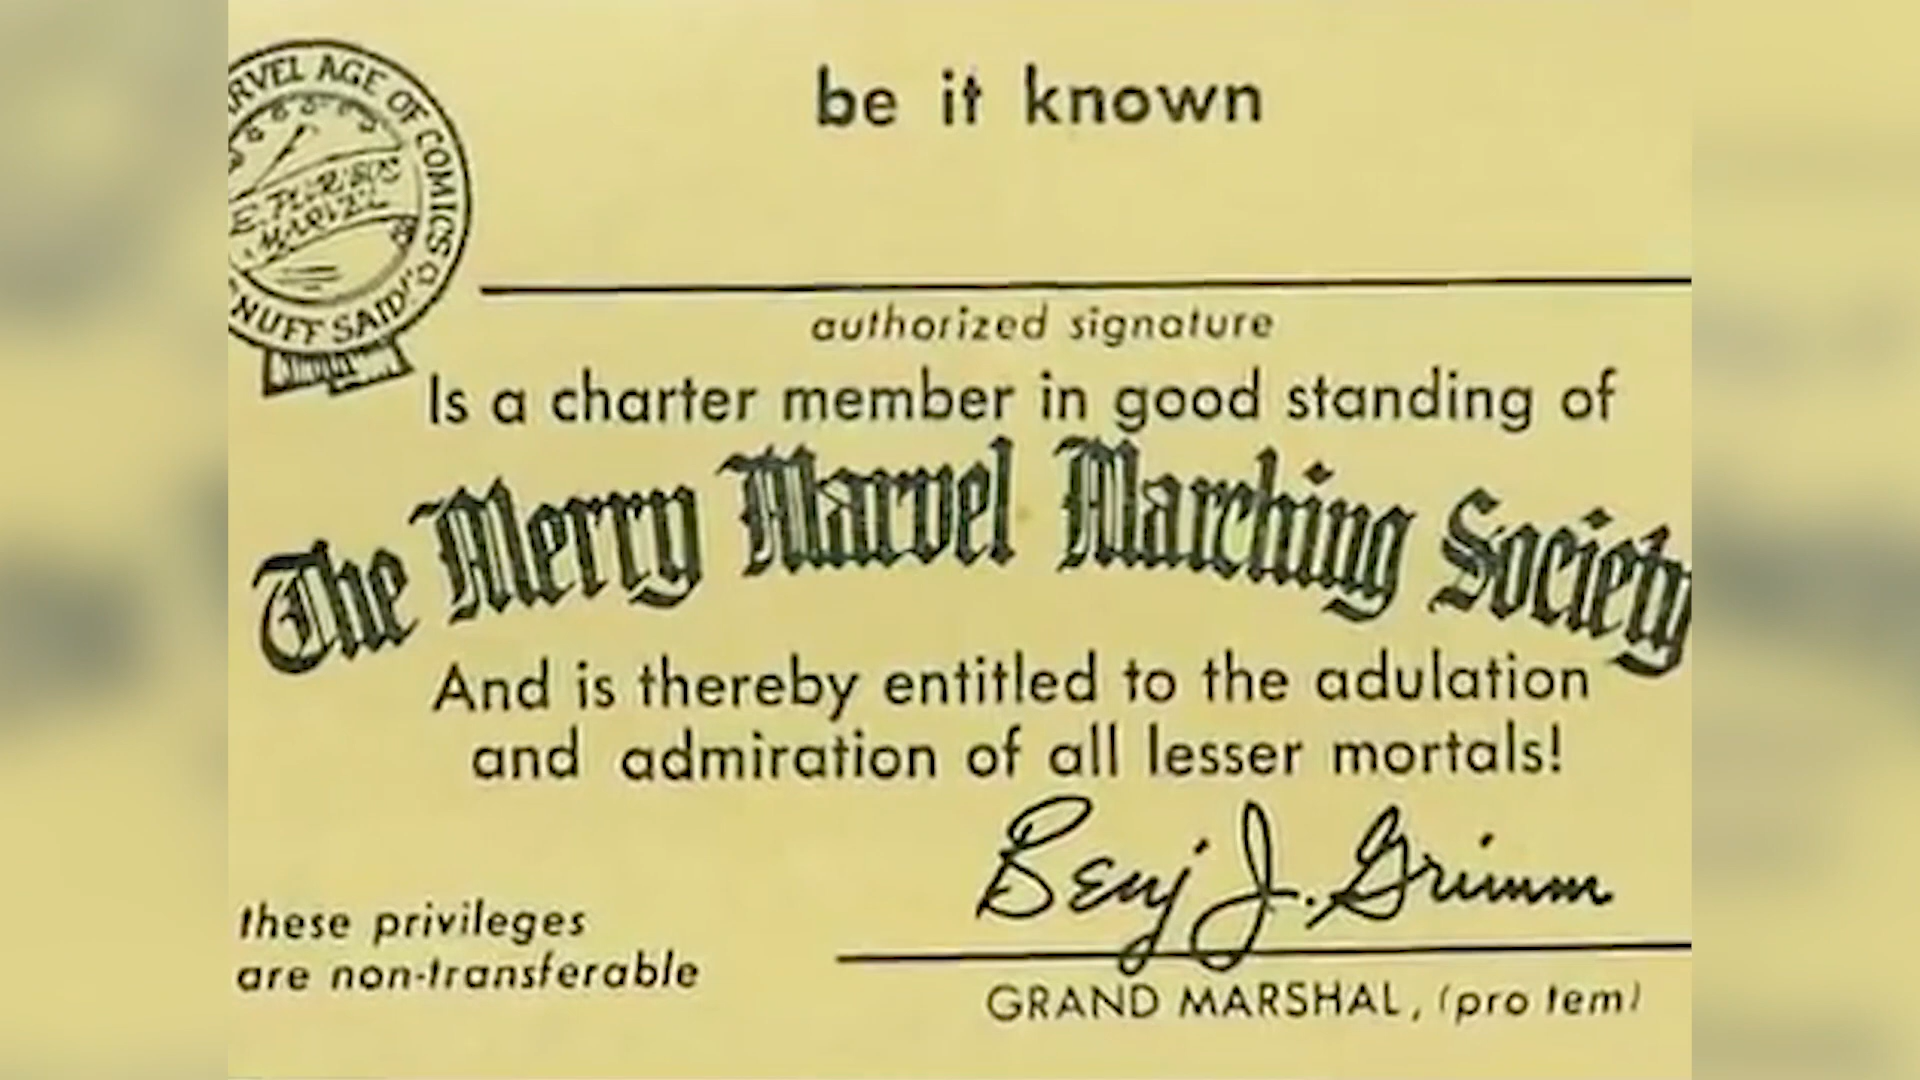 RVEL AGE OF COMICS
E. PLURIBUS
MARVEL
"NUFF SAID!"
be it known
authorized signature
Is a charter member in good standing of
The Merry Marvel Marching Society
And is thereby entitled to the adulation
and admiration of all lesser mortals!
Benj J. Grimm
these privileges
are non-transferable
GRAND MARSHAL, (pro tem)